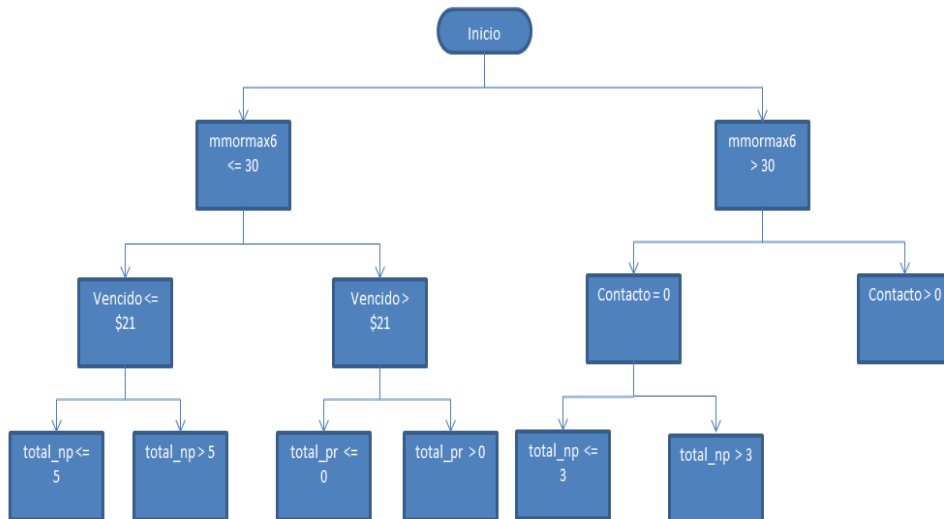 Inicio
mmormax6
<= 30
mmormax6
> 30
Vencido <=
$21
Vencido >
$21
Contacto = 0
Contacto > 0
total_np <=
5
total_np > 5
total_pr <=
0
total_pr > 0
total_np <=
3
total_np > 3